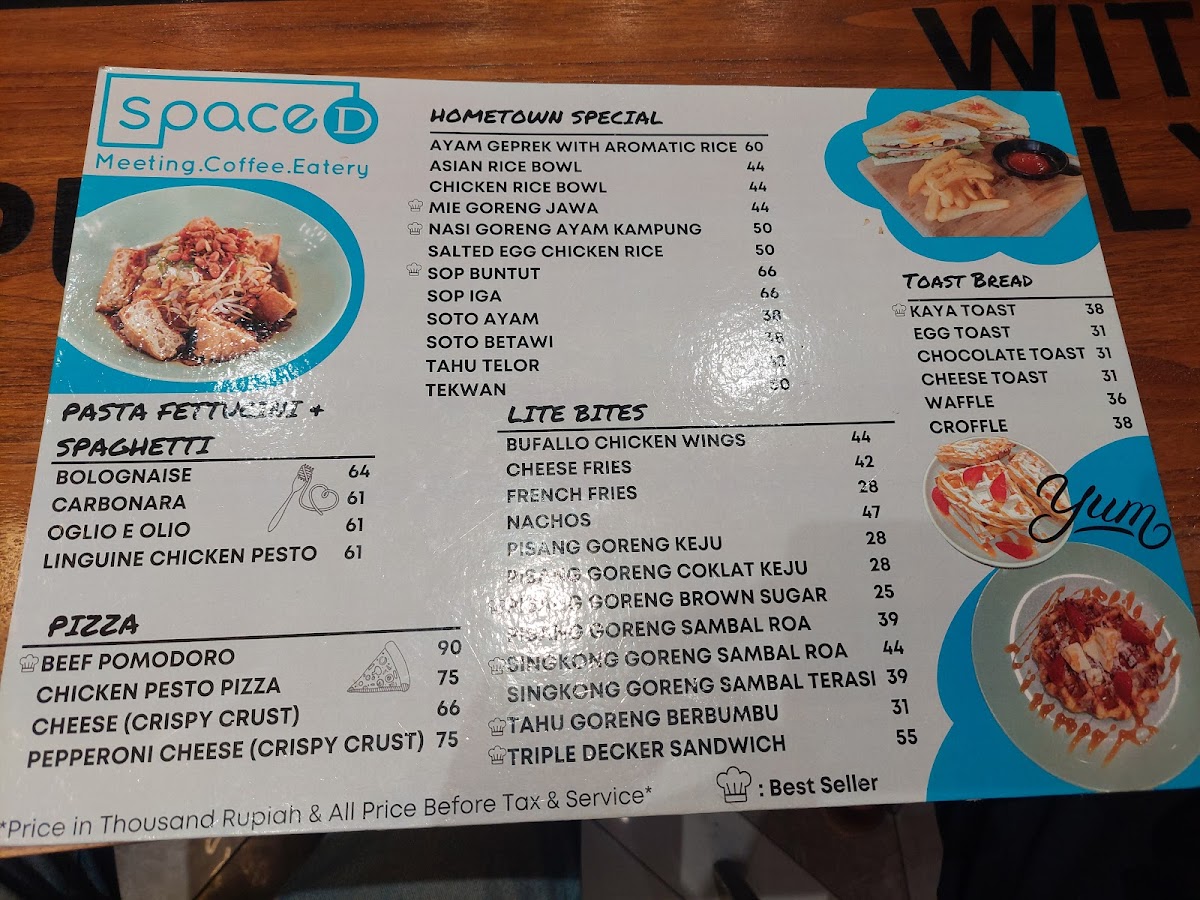 WIT
LY
space D
Meeting.Coffee.Eatery
HOMETOWN SPECIAL
AYAM GEPREK WITH AROMATIC RICE 60
ASIAN RICE BOWL 44
CHICKEN RICE BOWL 44
MIE GORENG JAWA 44
NASI GORENG AYAM KAMPUNG 50
SALTED EGG CHICKEN RICE 50
SOP BUNTUT 66
SOP IGA 66
SOTO AYAM 38
SOTO BETAWI
TAHU TELOR
TEKWAN
PASTA FETTUCINI +
SPAGHETTI
BOLOGNAISE 64
CARBONARA 61
OGLIO E OLIO 61
LINGUINE CHICKEN PESTO 61
PIZZA
BEEF POMODORO 90
CHICKEN PESTO PIZZA 75
CHEESE (CRISPY CRUST) 66
PEPPERONI CHEESE (CRISPY CRUST) 75
LITE BITES
BUFALLO CHICKEN WINGS 44
CHEESE FRIES 42
FRENCH FRIES 28
NACHOS 47
PISANG GORENG KEJU 28
PISANG GORENG COKLAT KEJU 28
PISANG GORENG BROWN SUGAR 25
PISANG GORENG SAMBAL ROA 39
SINGKONG GORENG SAMBAL ROA 44
SINGKONG GORENG SAMBAL TERASI 39
TAHU GORENG BERBUMBU 31
TRIPLE DECKER SANDWICH 55
TOAST BREAD
KAYA TOAST 38
EGG TOAST 31
CHOCOLATE TOAST 31
CHEESE TOAST 31
WAFFLE 36
CROFFLE 38
Yum
: Best Seller
*Price in Thousand Rupiah & All Price Before Tax & Service*